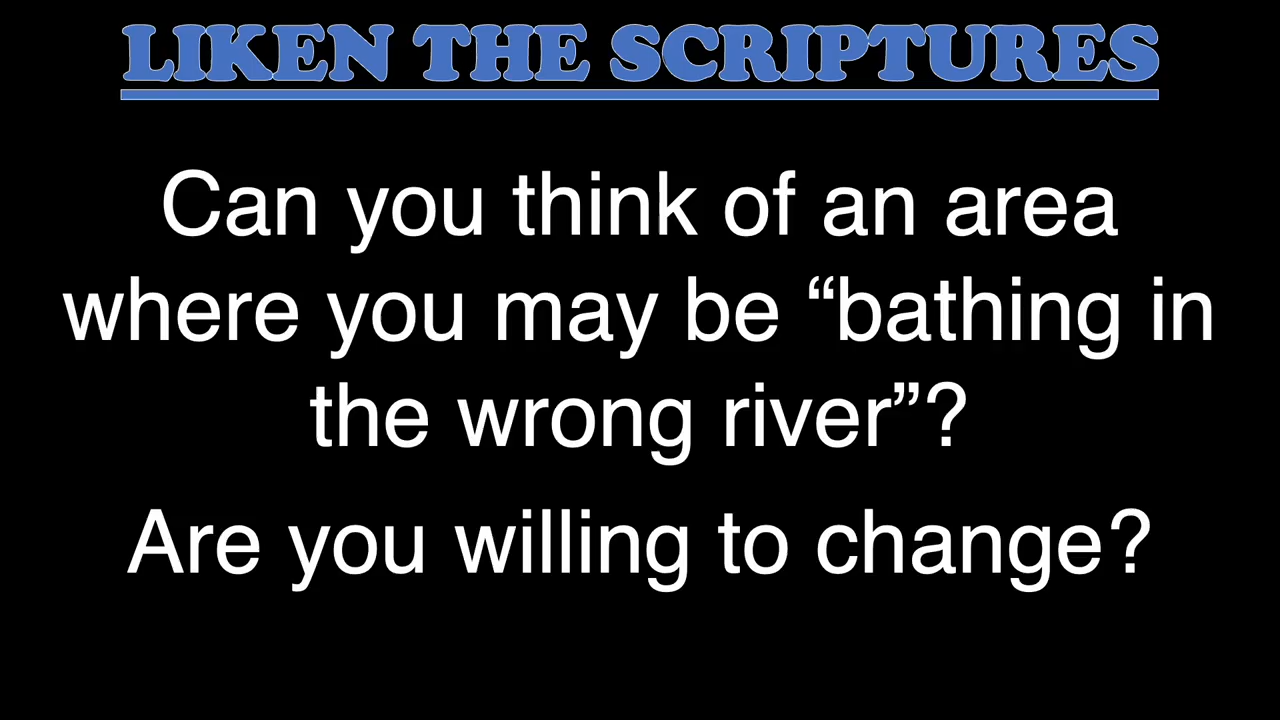 LIKEN THE SCRIPTURES
Can you think of an area
where you may be “bathing in
the wrong river”?
Are you willing to change?